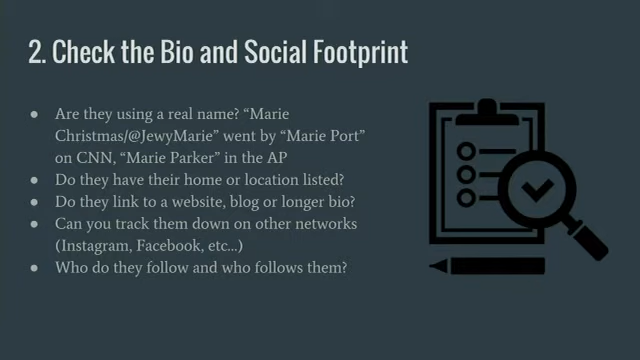 2. Check the Bio and Social Footprint
● Are they using a real name? “Marie
Christmas/@JewyMarie” went by “Marie Port”
on CNN, “Marie Parker” in the AP
● Do they have their home or location listed?
● Do they link to a website, blog or longer bio?
● Can you track them down on other networks
(Instagram, Facebook, etc...)
● Who do they follow and who follows them?